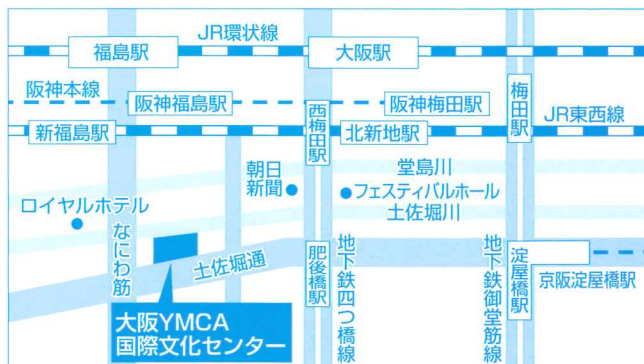 JR環状線
福島駅
大阪駅
阪神本線
阪神福島駅
阪神梅田駅
西梅田駅
梅田駅
JR東西線
新福島駅
北新地駅
朝日
新聞
堂島川
フェスティバルホール
土佐堀川
ロイヤルホテル
なにわ筋
土佐堀通
肥後橋駅
地下鉄四つ橋線
地下鉄御堂筋線
淀屋橋駅
京阪淀屋橋駅
大阪YMCA
国際文化センター